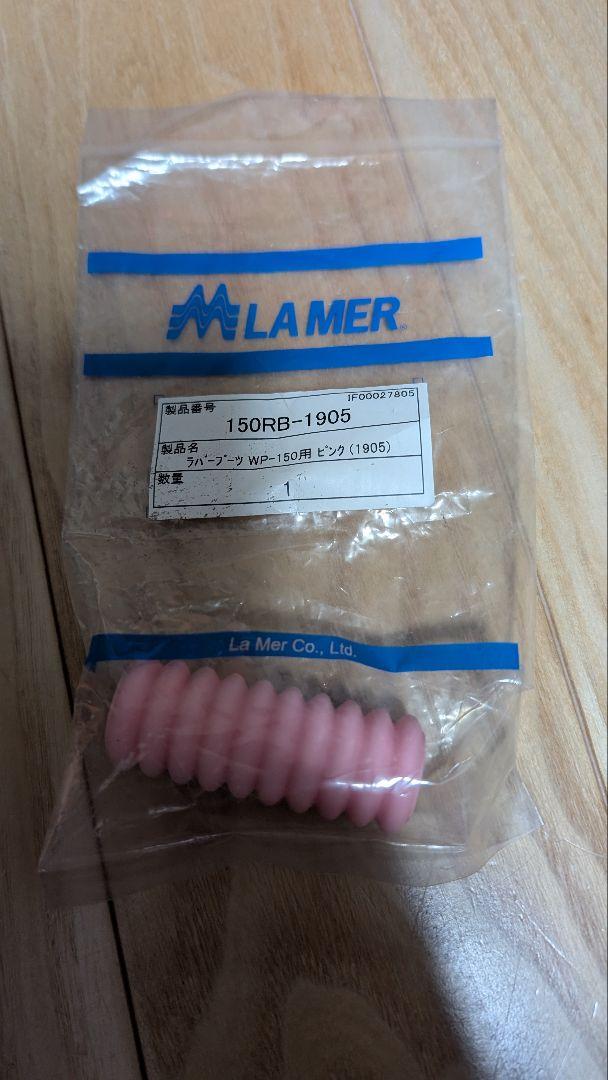 LA MER®
IF00027805
製品番号
150RB-1905
製品名
ラバーブーツ WP-150用 ピンク (1905)
数量
1
La Mer Co., Ltd.